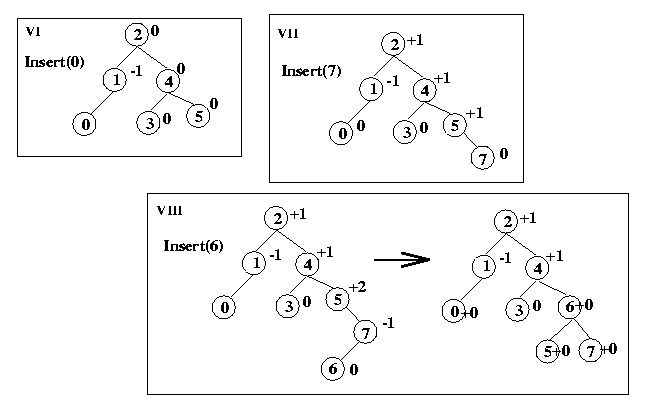 VI
Insert(0)
2 0
1 -1 4 0
0 3 0 5 0
VII
Insert(7)
2 +1
1 -1 4 +1
0 0 3 0 5 +1
7 0
VIII
Insert(6)
2 +1
1 -1 4 +1
0 3 0 5 +2
7 -1
6 0
2 +1
1 -1 4 +1
0 +0 3 0 6 +0
5 +0 7 +0